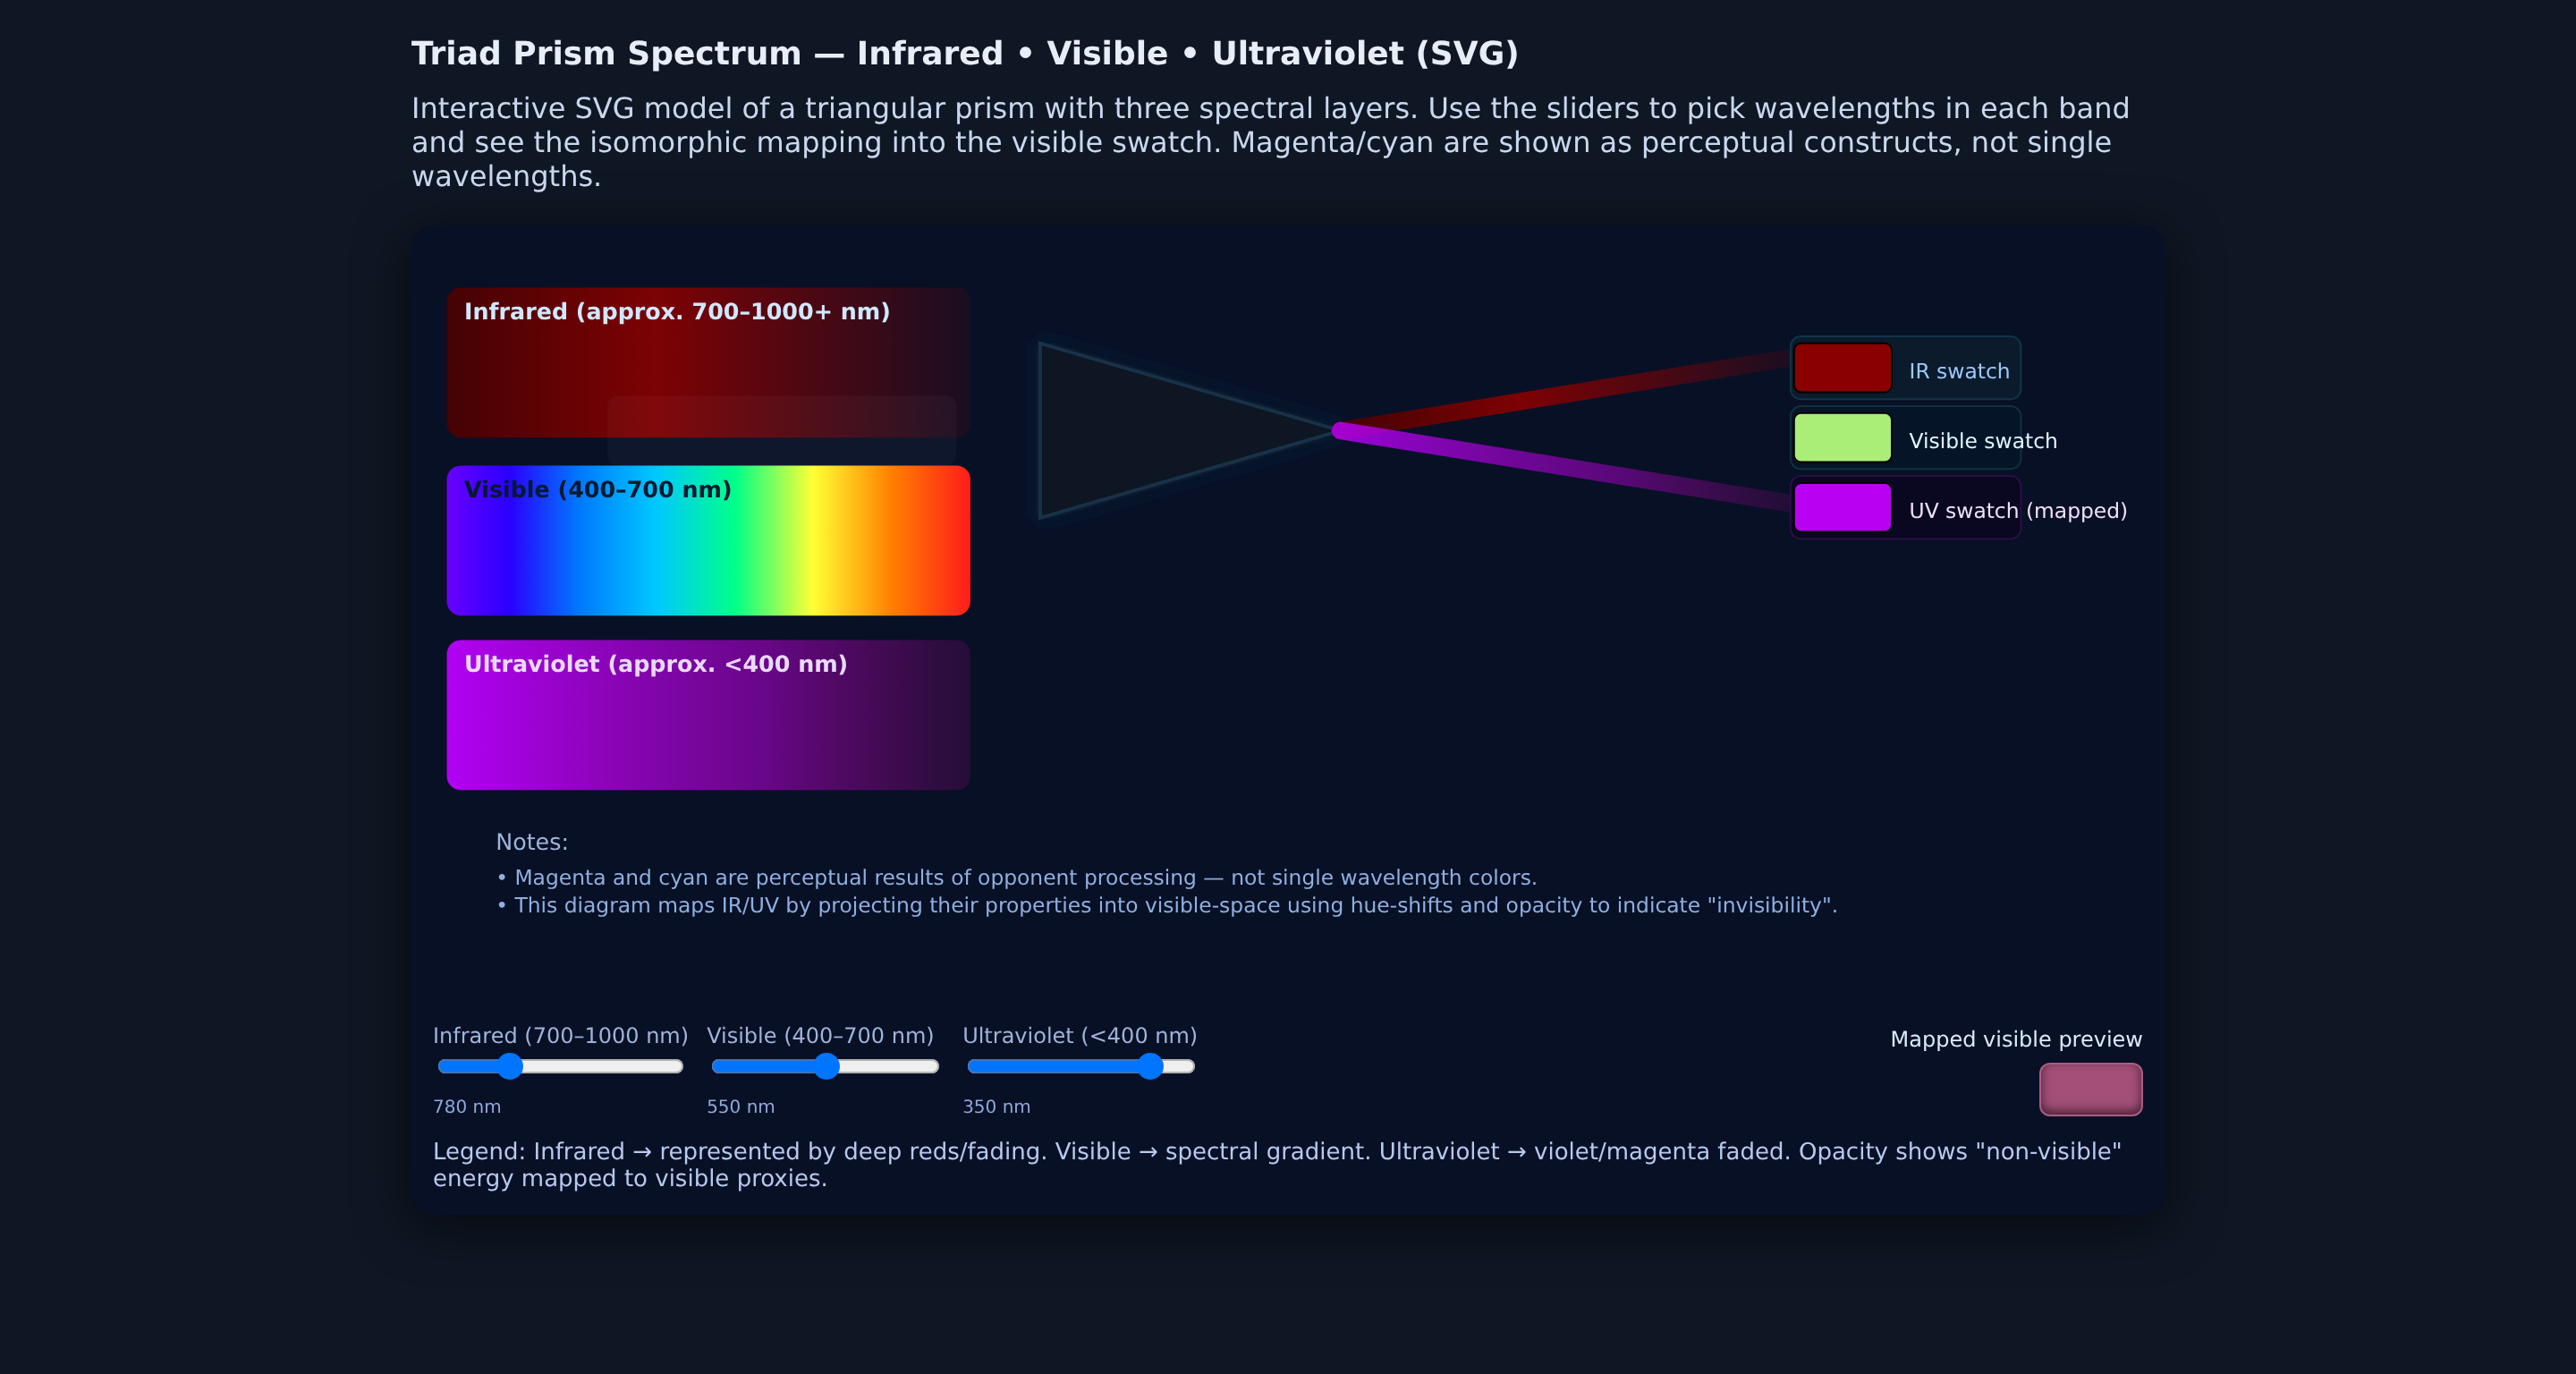 Triad Prism Spectrum — Infrared • Visible • Ultraviolet (SVG)
Interactive SVG model of a triangular prism with three spectral layers. Use the sliders to pick wavelengths in each band
and see the isomorphic mapping into the visible swatch. Magenta/cyan are shown as perceptual constructs, not single
wavelengths.
Infrared (approx. 700–1000+ nm)
IR swatch
Visible swatch
Visible (400–700 nm)
UV swatch (mapped)
Ultraviolet (approx. <400 nm)
Notes:
• Magenta and cyan are perceptual results of opponent processing — not single wavelength colors.
• This diagram maps IR/UV by projecting their properties into visible-space using hue-shifts and opacity to indicate "invisibility".
Infrared (700–1000 nm)
780 nm
Visible (400–700 nm)
550 nm
Ultraviolet (<400 nm)
350 nm
Mapped visible preview
Legend: Infrared → represented by deep reds/fading. Visible → spectral gradient. Ultraviolet → violet/magenta faded. Opacity shows "non-visible"
energy mapped to visible proxies.